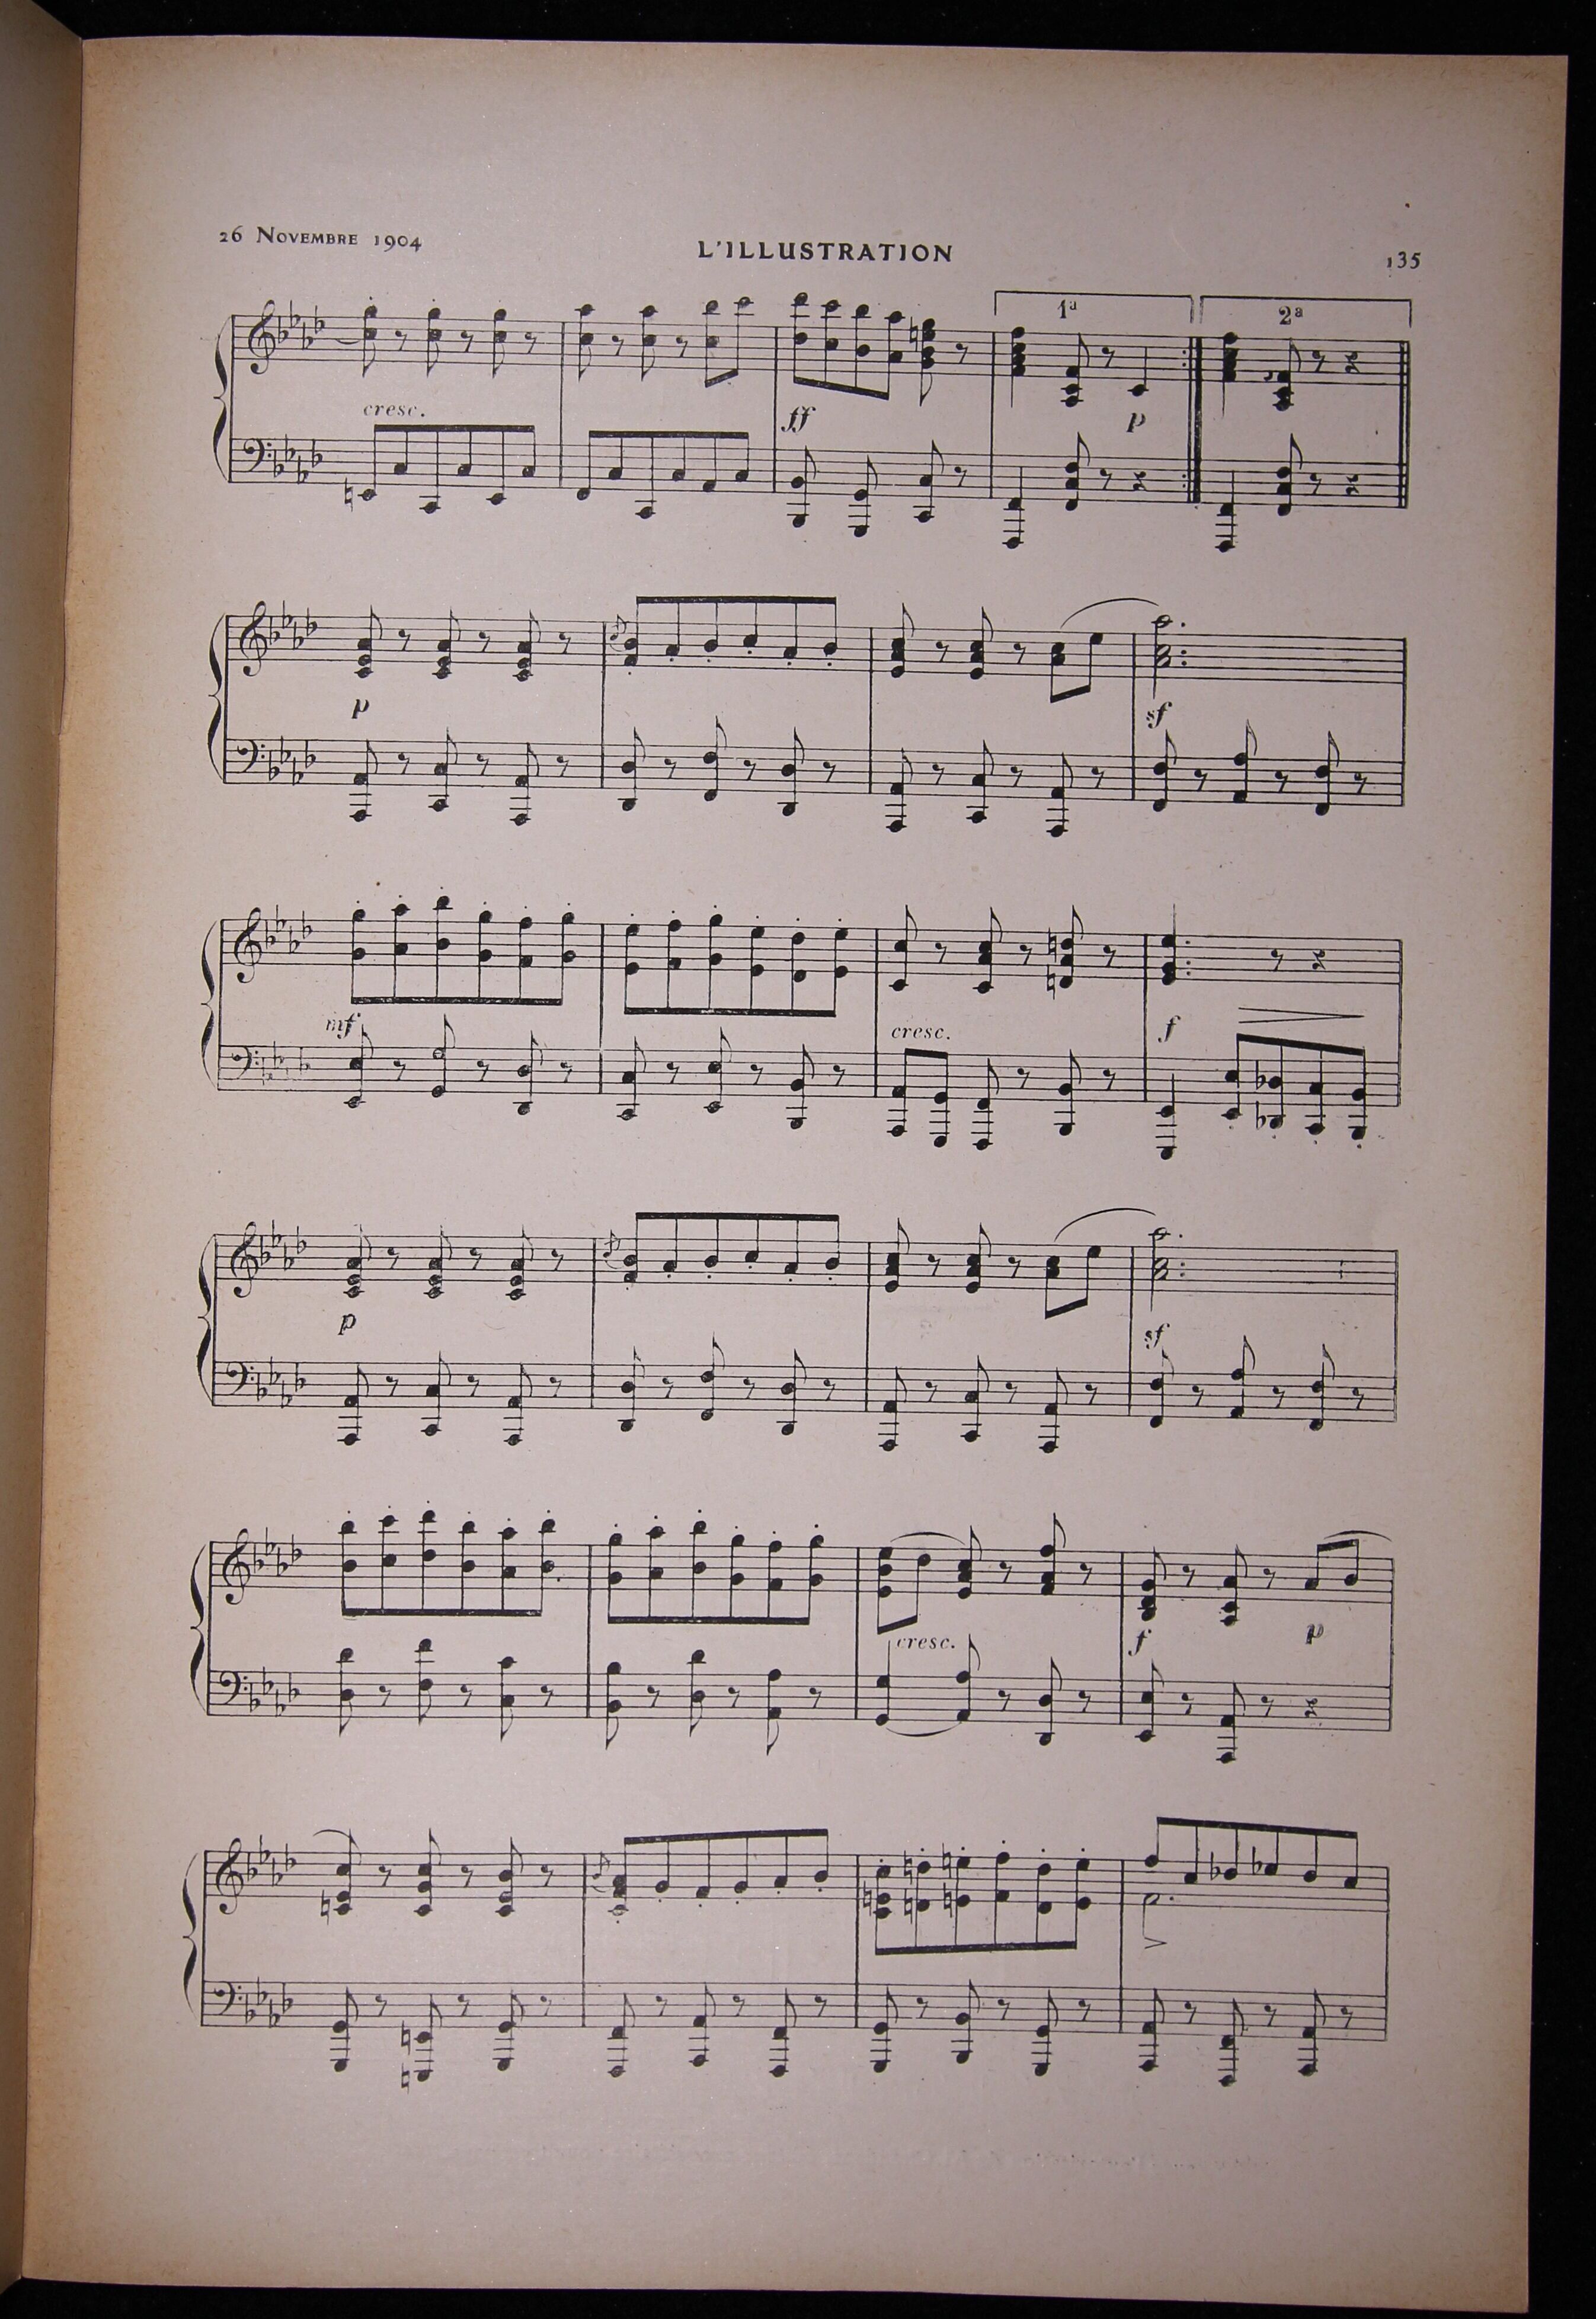 26 NOVEMBRE 1904
L'ILLUSTRATION
135
1ª
2ª
cresc.
ff
p
p
sf
mf
cresc.
f
p
sf
cresc.
f
p